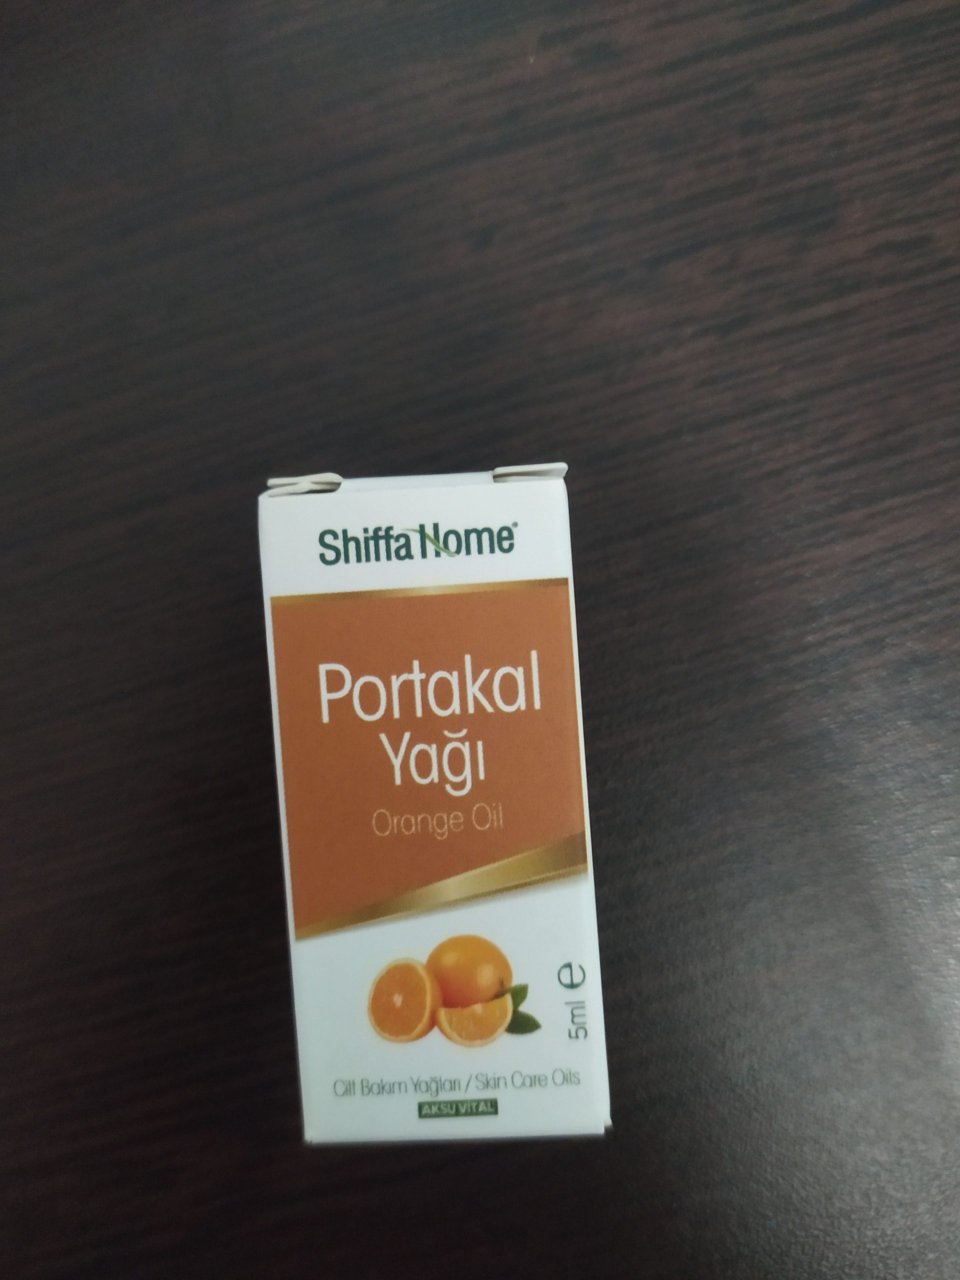 Shiffa Home®
Portakal
Yağı
Orange Oil
5ml ℮
Cilt Bakım Yağları / Skin Care Oils
AKSU VİTAL